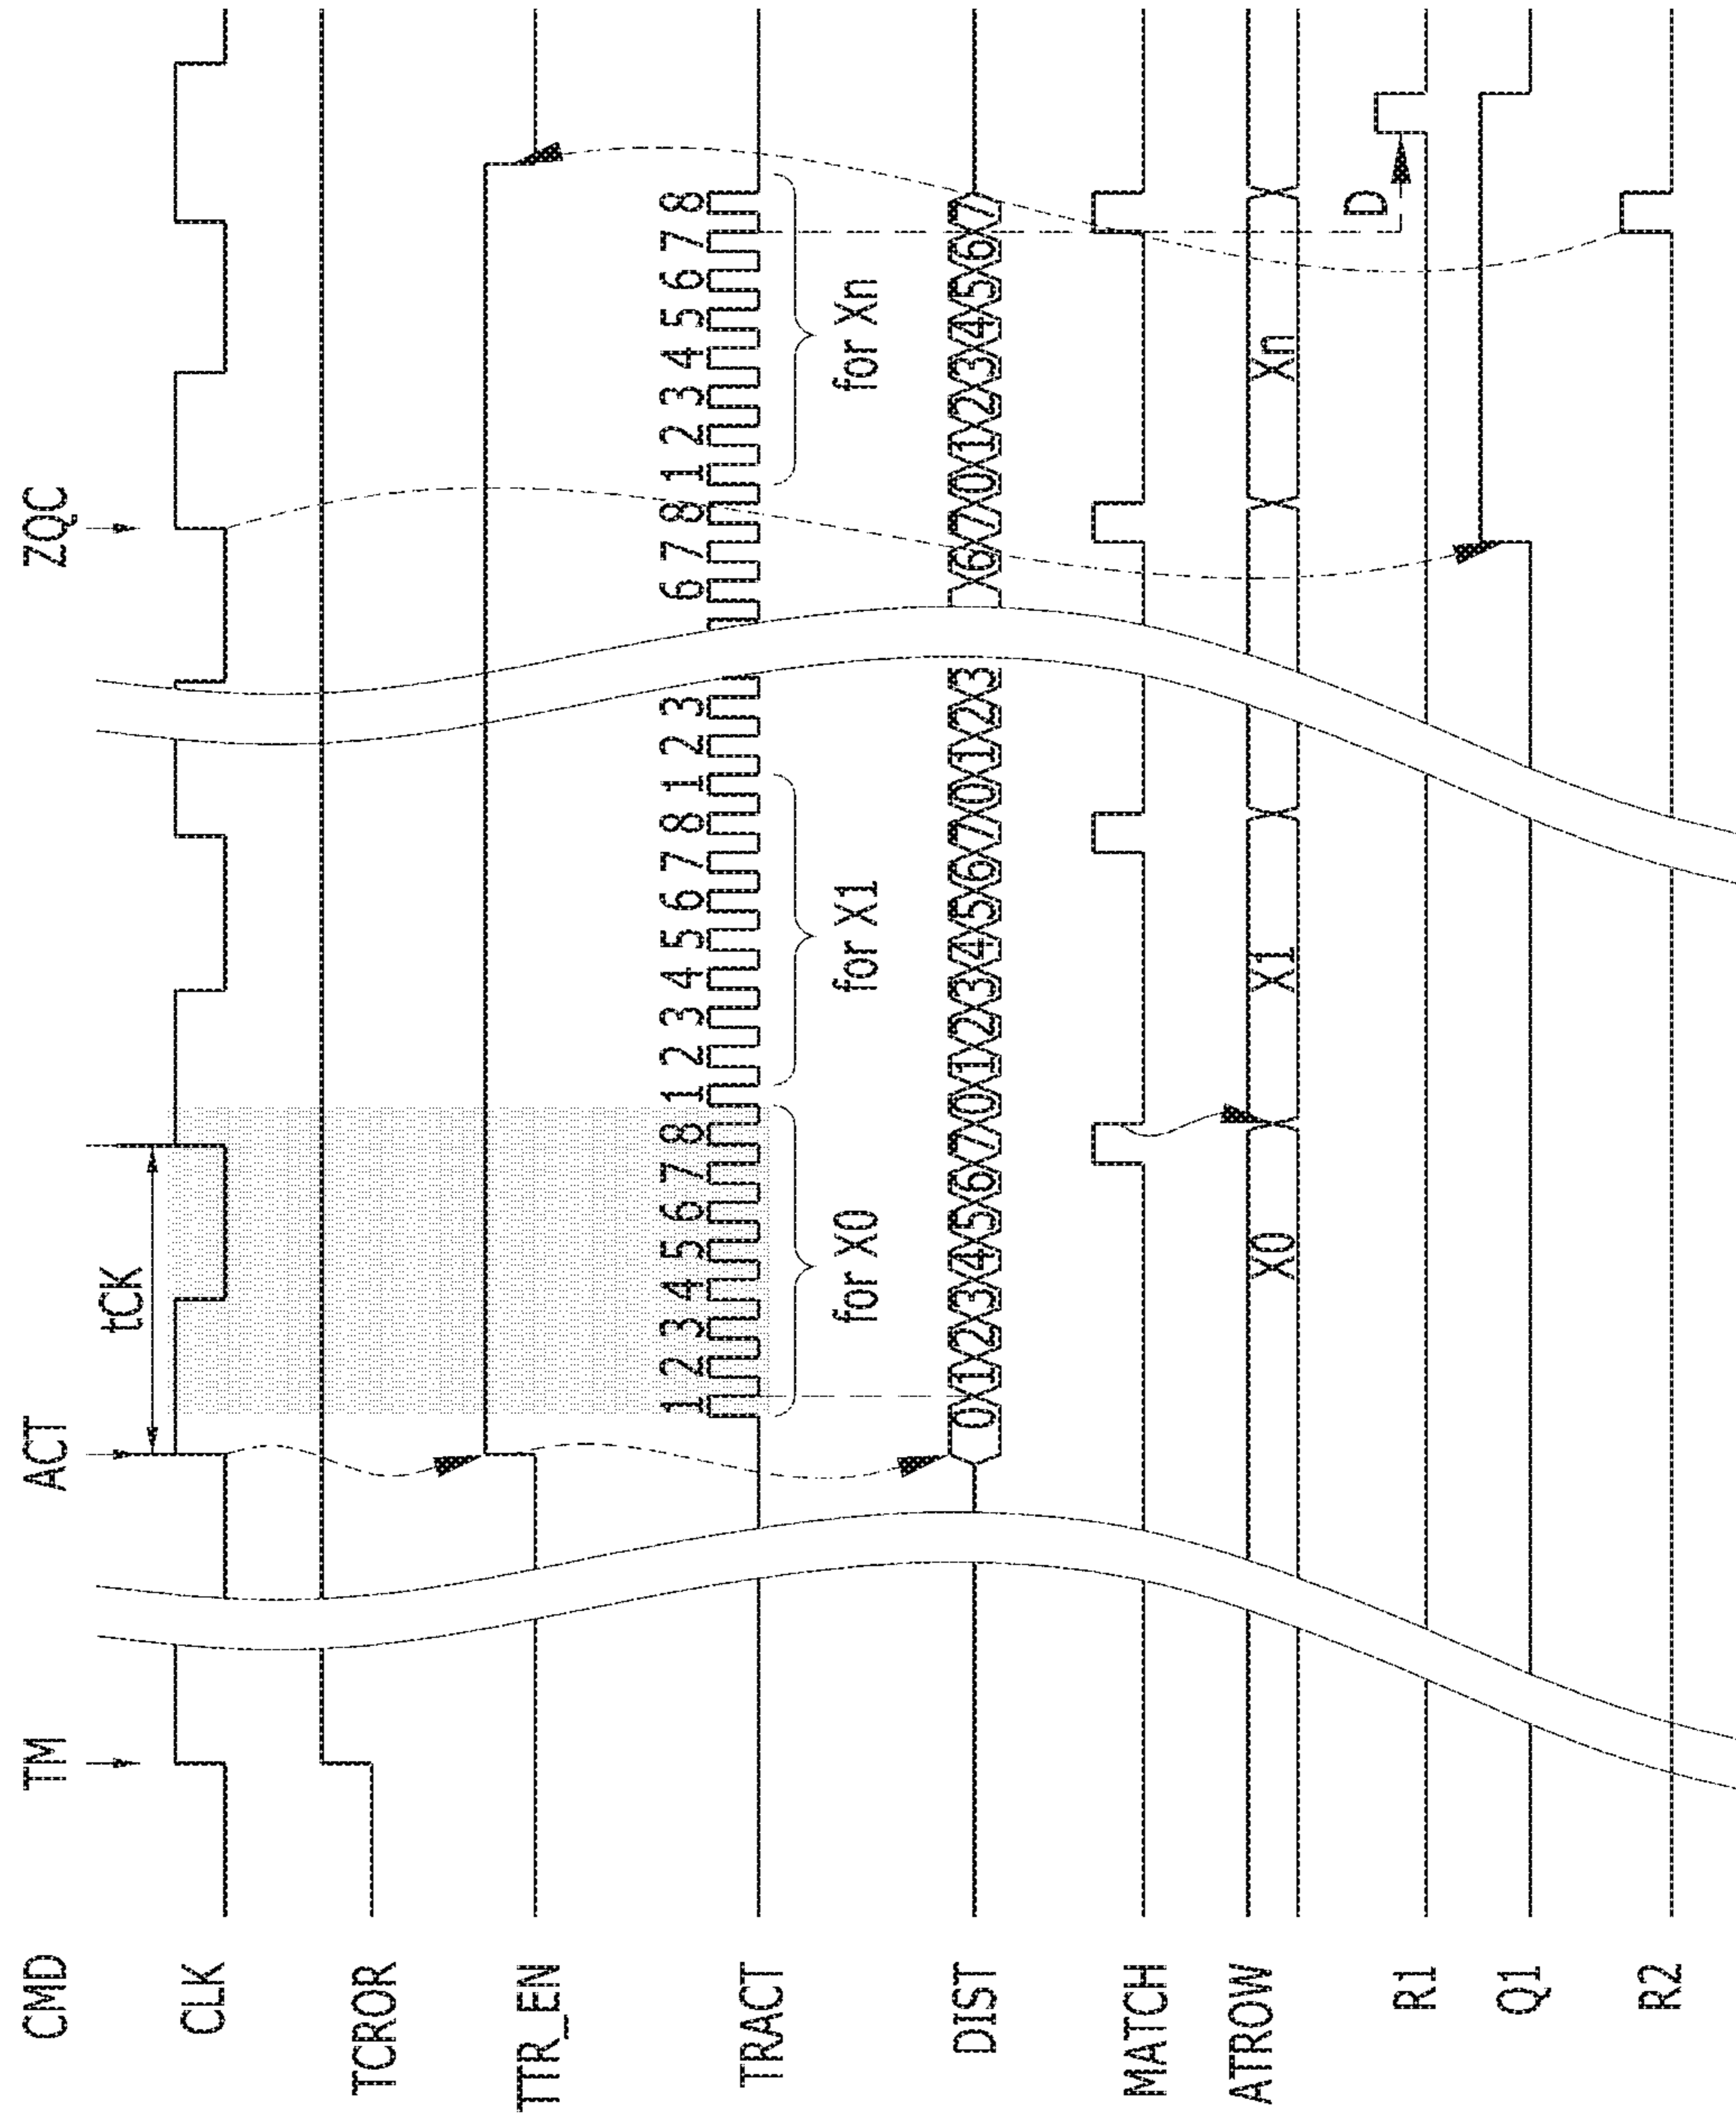 CMD TM ACT ZQC
tCK
CLK
TCROR
TTR_EN
1 2 3 4 5 6 7 8 1 2 3 4 5 6 7 8 1 2 3 6 7 8 1 2 3 4 5 6 7 8
TRACT
for X0 for X1 for Xn
DIST 0 1 2 3 4 5 6 7 0 1 2 3 4 5 6 7 0 1 2 3 6 7 0 1 2 3 4 5 6 7
MATCH
ATROW X0 X1 Xn
D
R1
Q1
R2